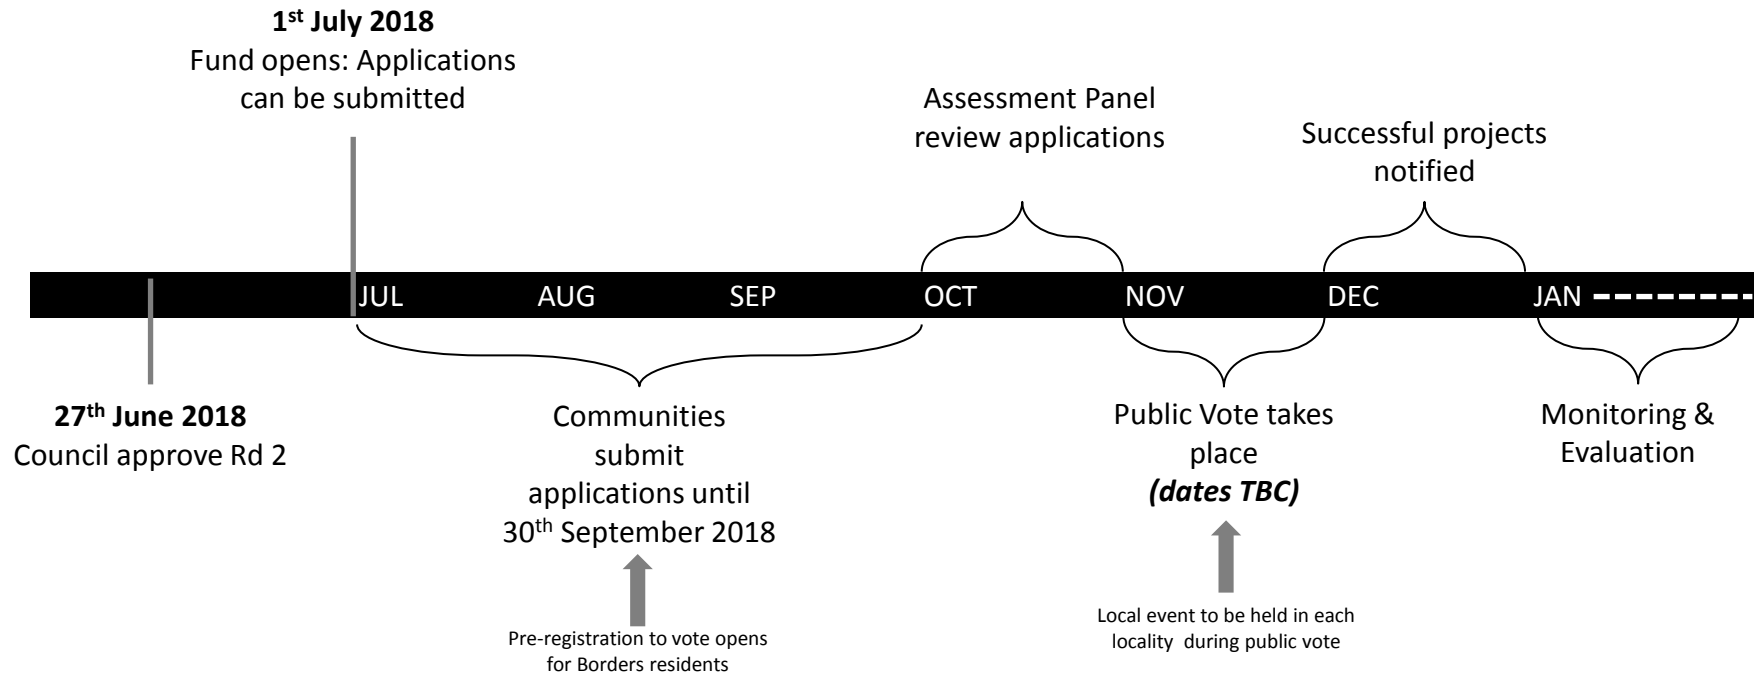 1st July 2018
Fund opens: Applications
can be submitted
Assessment Panel
review applications
Successful projects
notified
JUL AUG SEP OCT NOV DEC JAN
27th June 2018
Council approve Rd 2
Communities
submit
applications until
30th September 2018
Pre-registration to vote opens
for Borders residents
Public Vote takes
place
(dates TBC)
Local event to be held in each
locality during public vote
Monitoring &
Evaluation